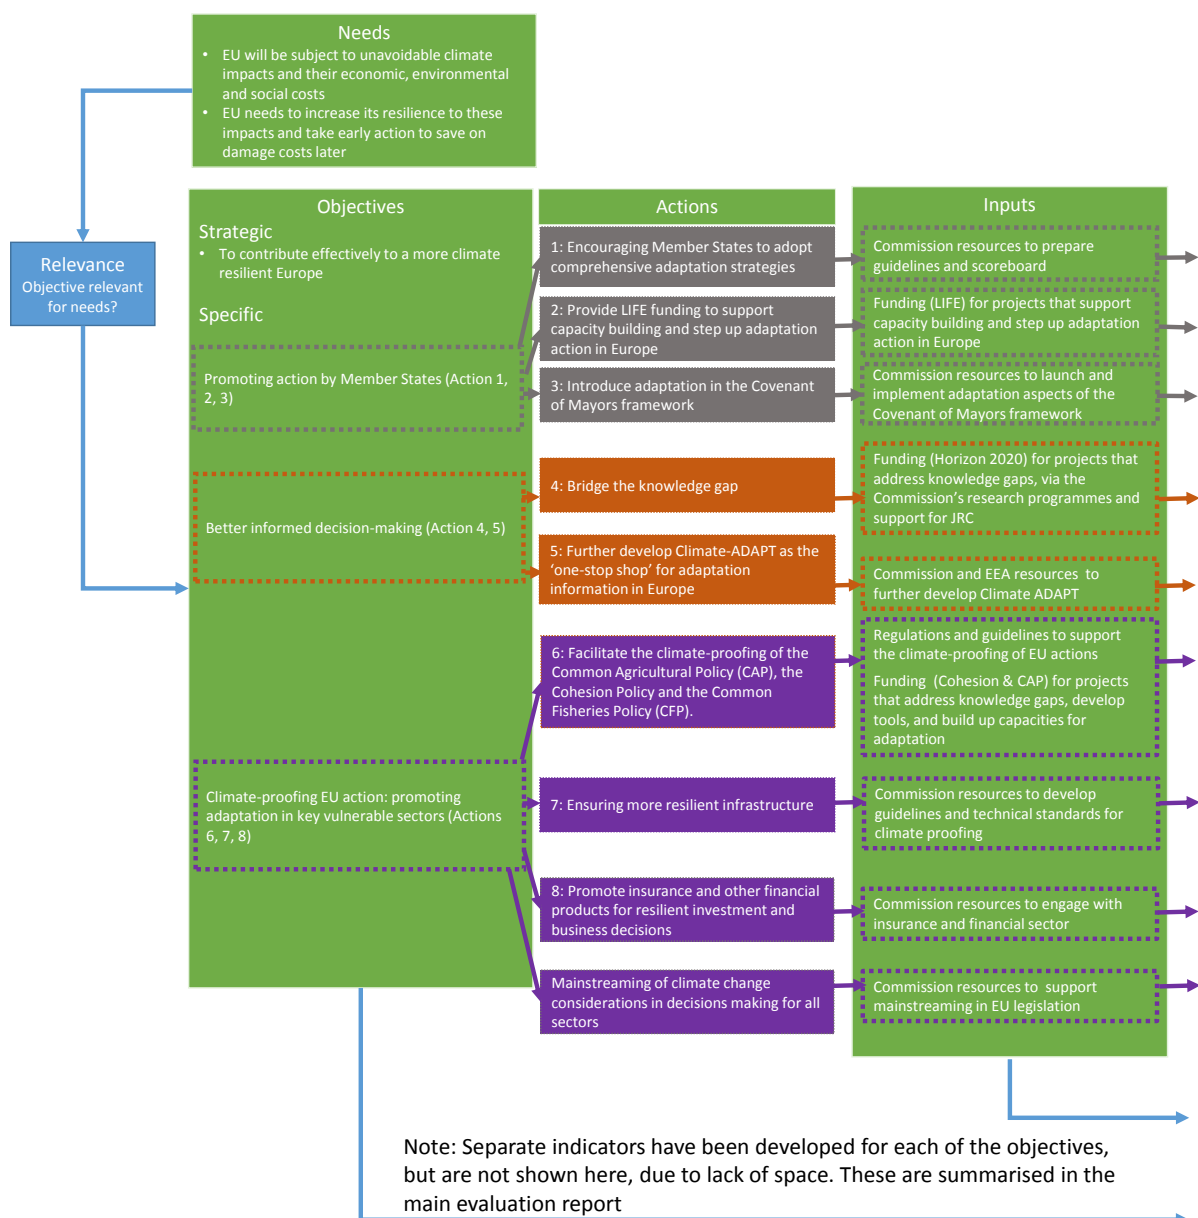 Needs
• EU will be subject to unavoidable climate
impacts and their economic, environmental
and social costs
• EU needs to increase its resilience to these
impacts and take early action to save on
damage costs later
Relevance
Objective relevant
for needs?
Objectives
Strategic
• To contribute effectively to a more climate
resilient Europe
Specific
Promoting action by Member States (Action 1,
2, 3)
Better informed decision-making (Action 4, 5)
Climate-proofing EU action: promoting
adaptation in key vulnerable sectors (Actions
6, 7, 8)
Actions
1: Encouraging Member States to adopt
comprehensive adaptation strategies
2: Provide LIFE funding to support
capacity building and step up adaptation
action in Europe
3: Introduce adaptation in the Covenant
of Mayors framework
4: Bridge the knowledge gap
5: Further develop Climate-ADAPT as the
‘one-stop shop’ for adaptation
information in Europe
6: Facilitate the climate-proofing of the
Common Agricultural Policy (CAP), the
Cohesion Policy and the Common
Fisheries Policy (CFP).
7: Ensuring more resilient infrastructure
8: Promote insurance and other financial
products for resilient investment and
business decisions
Mainstreaming of climate change
considerations in decisions making for all
sectors
Inputs
Commission resources to prepare
guidelines and scoreboard
Funding (LIFE) for projects that support
capacity building and step up adaptation
action in Europe
Commission resources to launch and
implement adaptation aspects of the
Covenant of Mayors framework
Funding (Horizon 2020) for projects that
address knowledge gaps, via the
Commission’s research programmes and
support for JRC
Commission and EEA resources to
further develop Climate ADAPT
Regulations and guidelines to support
the climate-proofing of EU actions
Funding (Cohesion & CAP) for projects
that address knowledge gaps, develop
tools, and build up capacities for
adaptation
Commission resources to develop
guidelines and technical standards for
climate proofing
Commission resources to engage with
insurance and financial sector
Commission resources to support
mainstreaming in EU legislation
Note: Separate indicators have been developed for each of the objectives,
but are not shown here, due to lack of space. These are summarised in the
main evaluation report